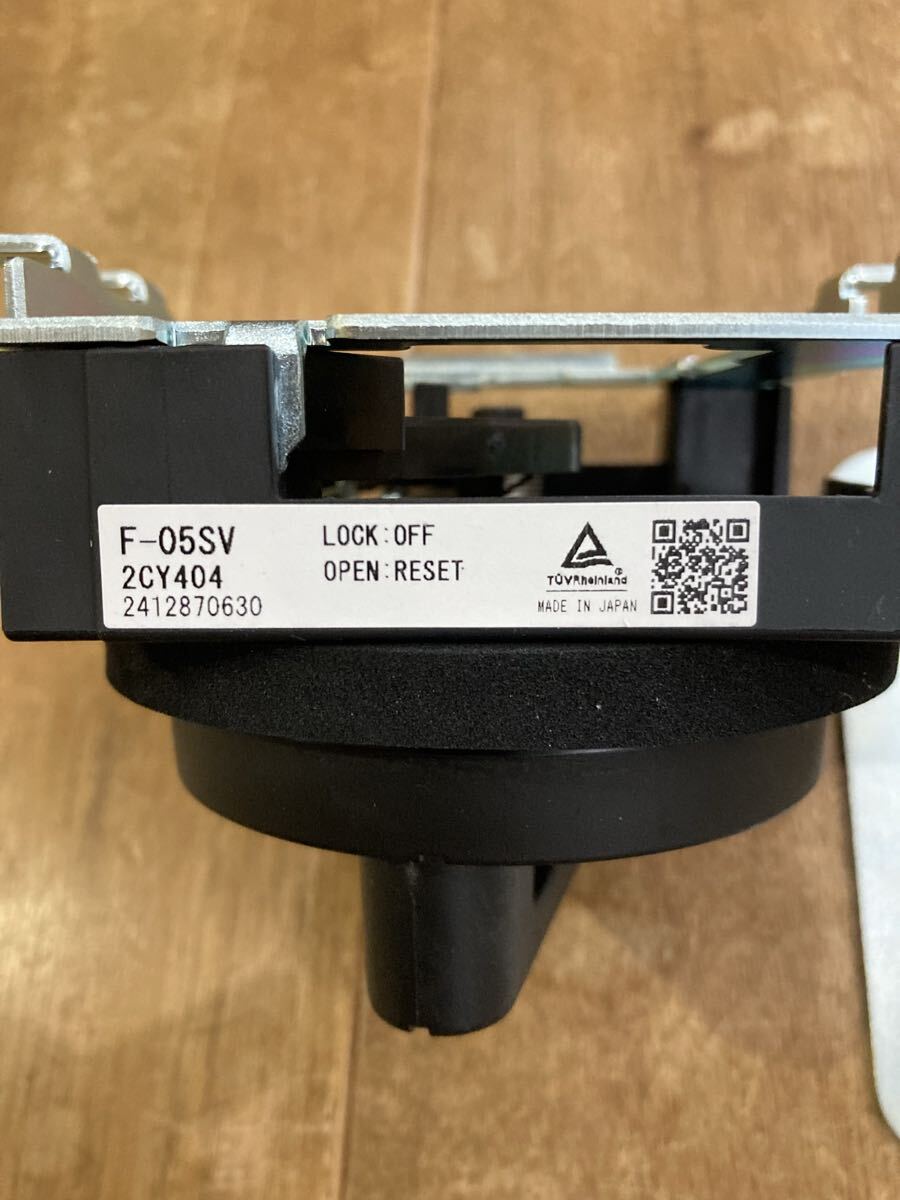 F-05SV
2CY404
2412870630
LOCK:OFF
OPEN:RESET
TÜVRheinland®
MADE IN JAPAN